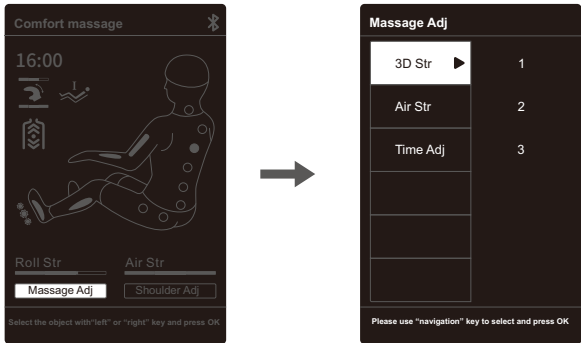 Comfort massage
16:00
I
Roll Str Air Str
Massage Adj Shoulder Adj
Select the object with"left" or "right" key and press OK
Massage Adj
3D Str 1
Air Str 2
Time Adj 3
Please use "navigation" key to select and press OK